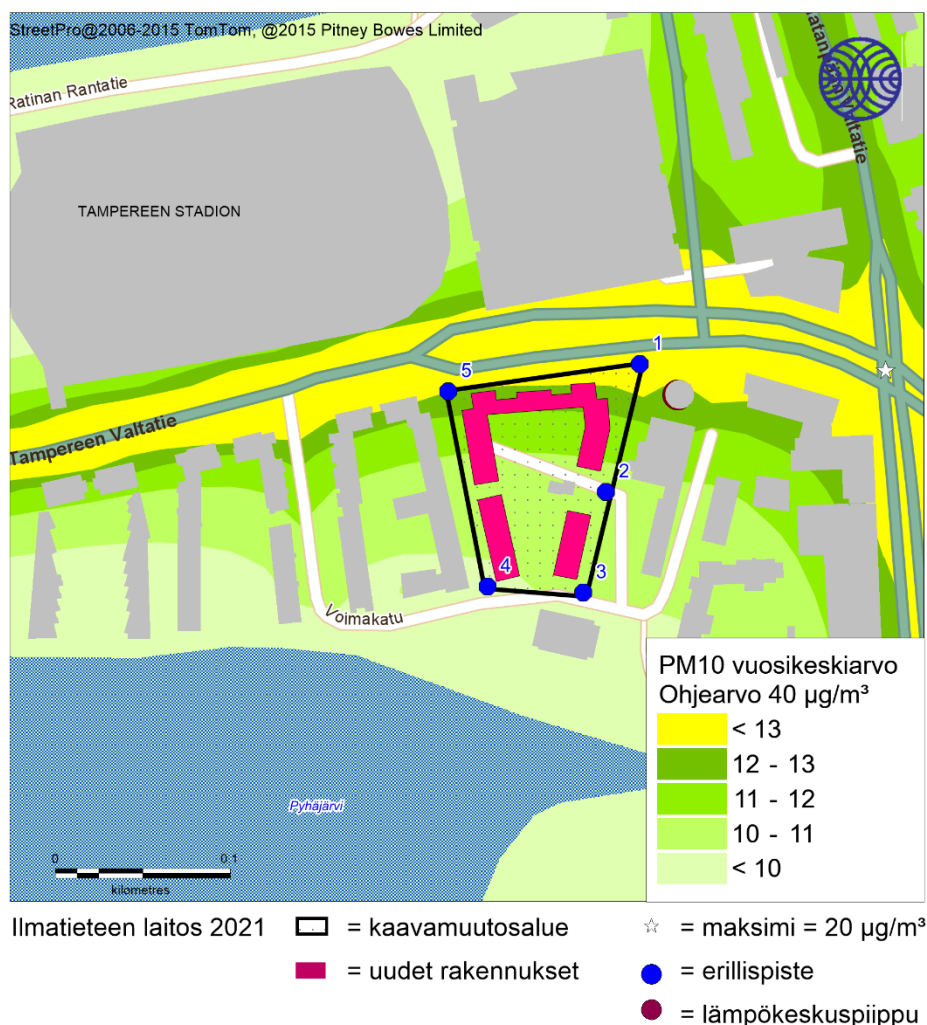 StreetPro@2006-2015 TomTom, @2015 Pitney Bowes Limited
Ratinan Rantatie
Valtatie
TAMPEREEN STADION
1
5
Tampereen Valtatie
2
4
3
Voimakatu
Pyhäjärvi
0 0.1
kilometres
PM10 vuosikeskiarvo
Ohjearvo 40 µg/m³
< 13
12 - 13
11 - 12
10 - 11
< 10
Ilmatieteen laitos 2021
= kaavamuutosalue
= uudet rakennukset
= maksimi = 20 µg/m³
= erillispiste
= lämpökeskuspiippu